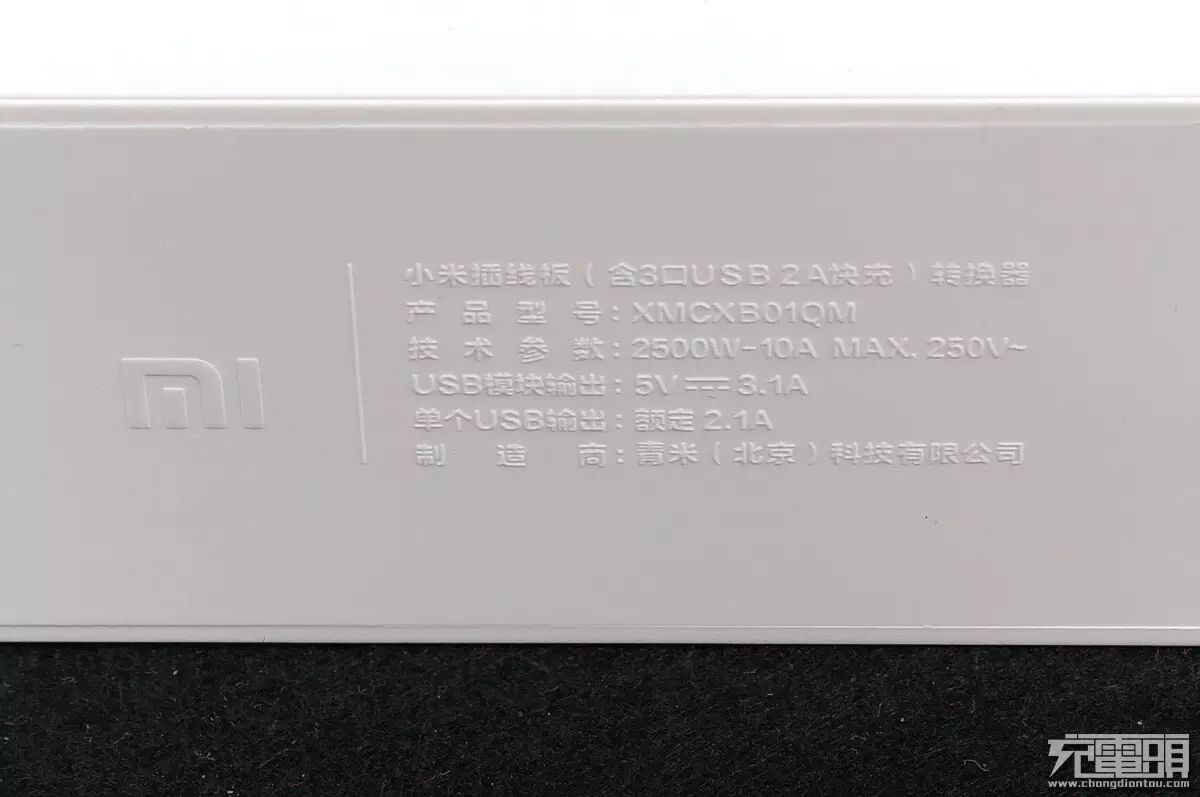 小米插线板（含3口USB 2A快充）转换器
产品型号：XMCXB01QM
技术参数：2500W-10A MAX. 250V~
USB模块输出：5V⎓3.1A
单个USB输出：额定 2.1A
制造商：青米（北京）科技有限公司
mi
充電頭
www.chongdiantou.com